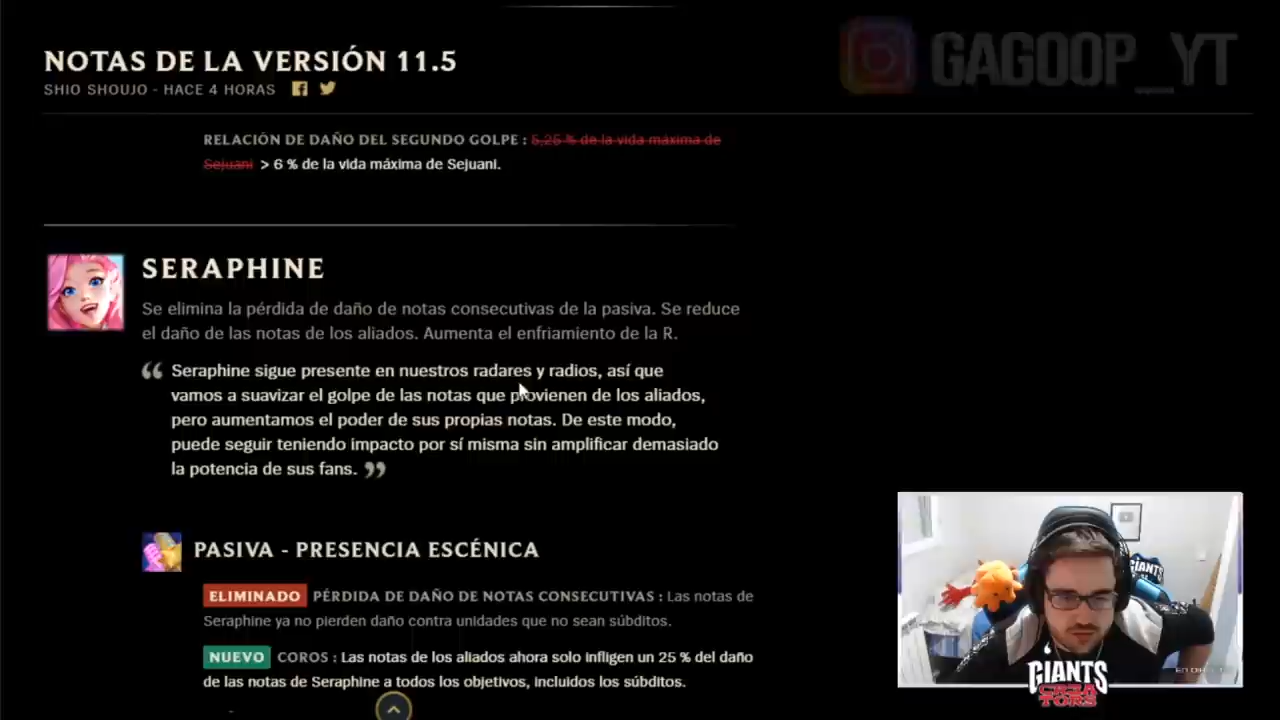 NOTAS DE LA VERSIÓN 11.5
GAGOOP_YT
SHIO SHOUJO - HACE 4 HORAS
RELACIÓN DE DAÑO DEL SEGUNDO GOLPE : 5,25 % de la vida máxima de
Sejuani > 6 % de la vida máxima de Sejuani.
SERAPHINE
Se elimina la pérdida de daño de notas consecutivas de la pasiva. Se reduce
el daño de las notas de los aliados. Aumenta el enfriamiento de la R.
“ Seraphine sigue presente en nuestros radares y radios, así que
vamos a suavizar el golpe de las notas que provienen de los aliados,
pero aumentamos el poder de sus propias notas. De este modo,
puede seguir teniendo impacto por sí misma sin amplificar demasiado
la potencia de sus fans. ”
PASIVA - PRESENCIA ESCÉNICA
ELIMINADO PÉRDIDA DE DAÑO DE NOTAS CONSECUTIVAS : Las notas de
Seraphine ya no pierden daño contra unidades que no sean súbditos.
NUEVO COROS : Las notas de los aliados ahora solo infligen un 25 % del daño
de las notas de Seraphine a todos los objetivos, incluidos los súbditos.
GIANTS
GIANTS
CREA
TORS